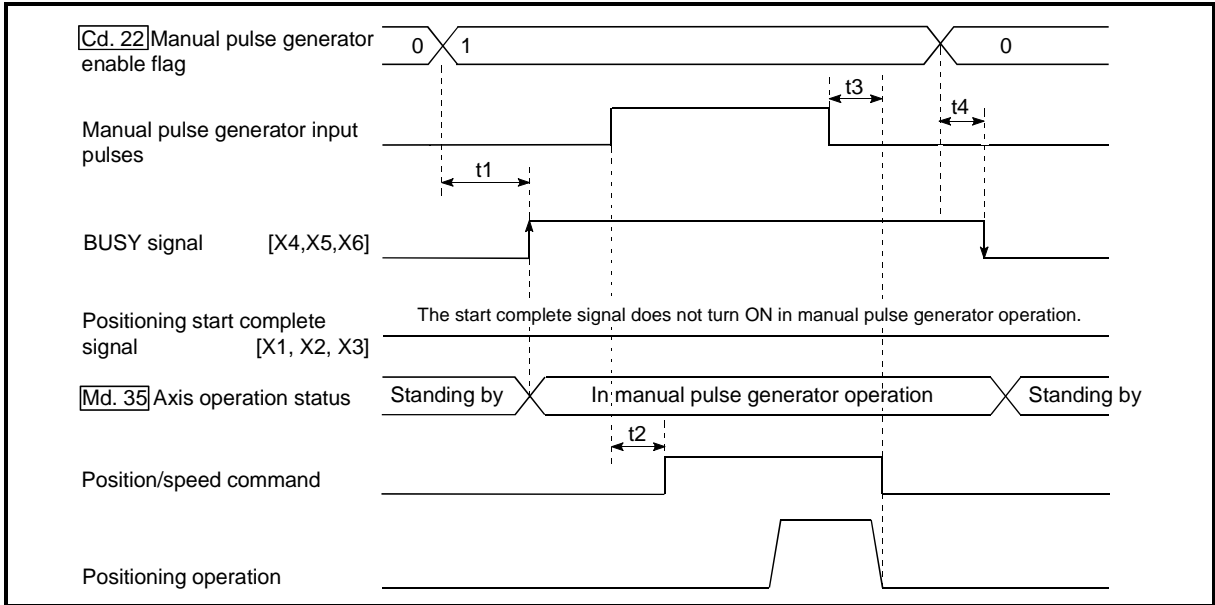 Cd. 22 Manual pulse generator
enable flag
0 1 0
t3
t4
Manual pulse generator input
pulses
t1
BUSY signal [X4,X5,X6]
Positioning start complete
signal [X1, X2, X3]
The start complete signal does not turn ON in manual pulse generator operation.
Md. 35 Axis operation status
Standing by In manual pulse generator operation Standing by
t2
Position/speed command
Positioning operation